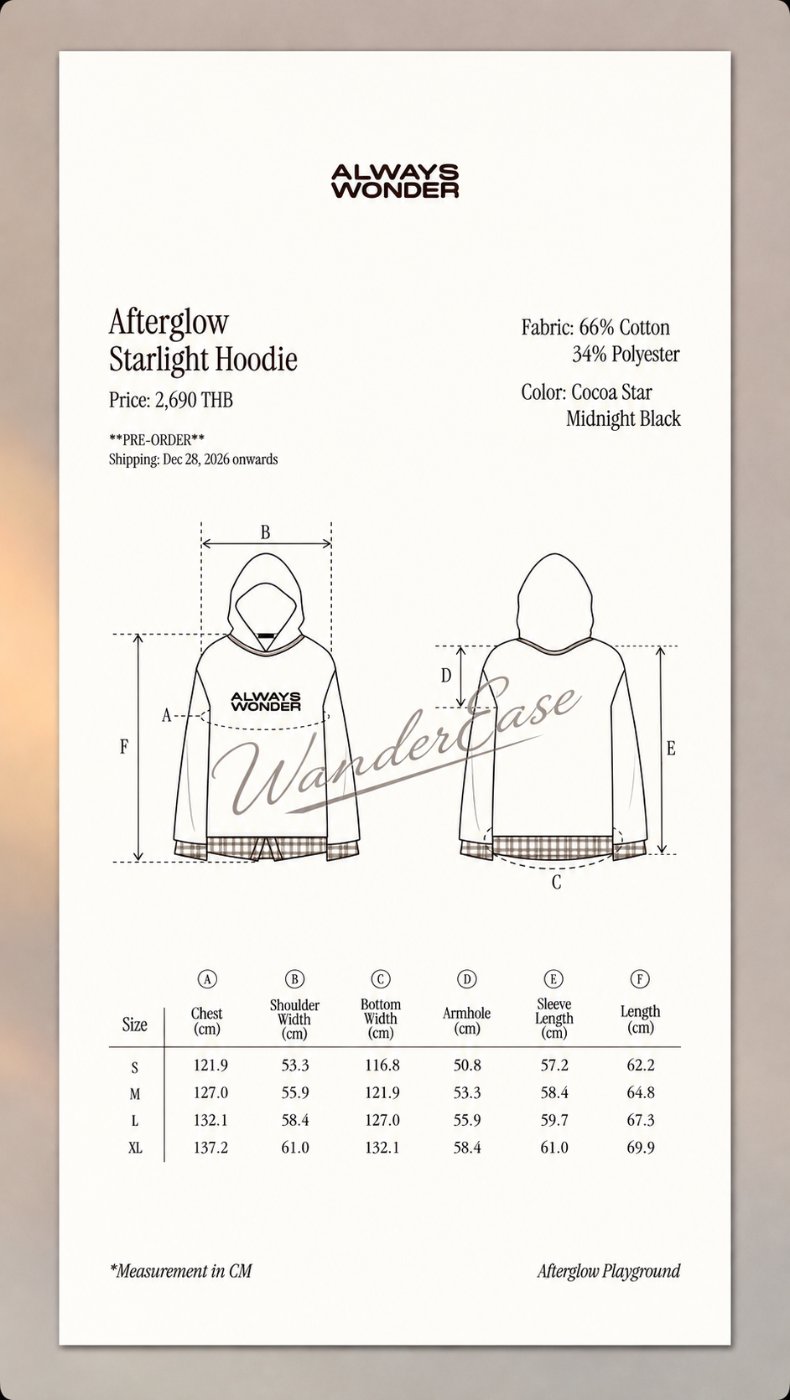 ALWAYS
WONDER
Afterglow
Starlight Hoodie
Price: 2,690 THB
**PRE-ORDER**
Shipping: Dec 28, 2026 onwards
Fabric: 66% Cotton
34% Polyester
Color: Cocoa Star
Midnight Black
B
F
A
ALWAYS
WONDER
D
E
C
WanderEase
A B C D E F
Size Chest (cm) Shoulder Width (cm) Bottom Width (cm) Armhole (cm) Sleeve Length (cm) Length (cm)
S 121.9 53.3 116.8 50.8 57.2 62.2
M 127.0 55.9 121.9 53.3 58.4 64.8
L 132.1 58.4 127.0 55.9 59.7 67.3
XL 137.2 61.0 132.1 58.4 61.0 69.9
*Measurement in CM
Afterglow Playground